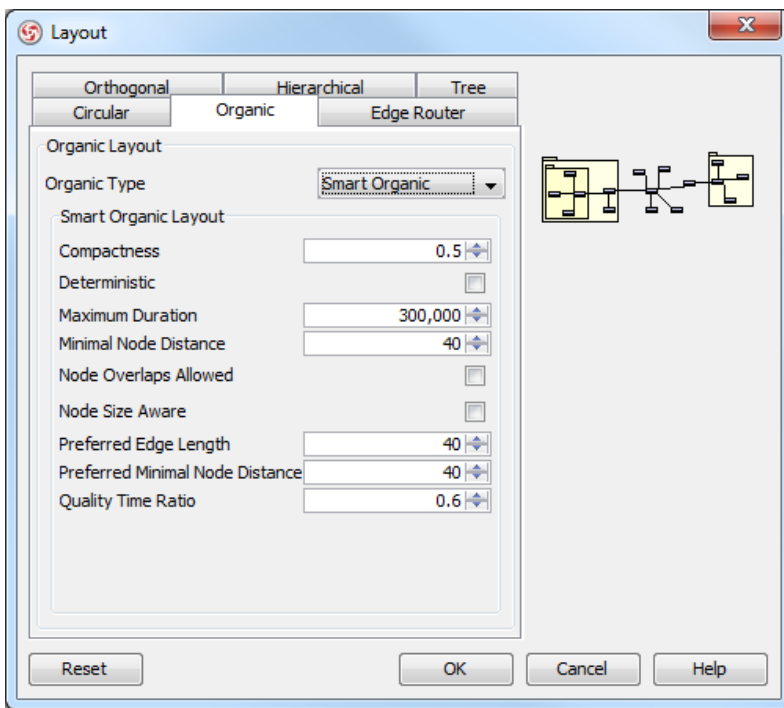 Layout
Orthogonal Hierarchical Tree
Circular Organic Edge Router
Organic Layout
Organic Type Smart Organic
Smart Organic Layout
Compactness 0.5
Deterministic
Maximum Duration 300,000
Minimal Node Distance 40
Node Overlaps Allowed
Node Size Aware
Preferred Edge Length 40
Preferred Minimal Node Distance 40
Quality Time Ratio 0.6
Reset OK Cancel Help